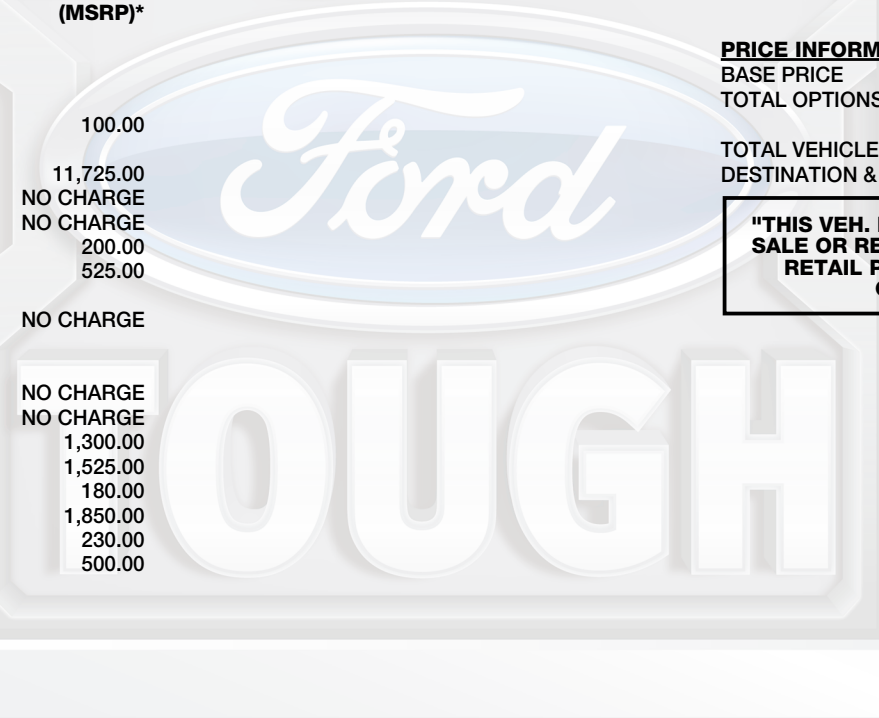 (MSRP)*
100.00
11,725.00
NO CHARGE
NO CHARGE
200.00
525.00
NO CHARGE
NO CHARGE
NO CHARGE
1,300.00
1,525.00
180.00
1,850.00
230.00
500.00
Ford
TOUGH
PRICE INFORM
BASE PRICE
TOTAL OPTIONS
TOTAL VEHICLE
DESTINATION &
"THIS VEH.
SALE OR RE
RETAIL P